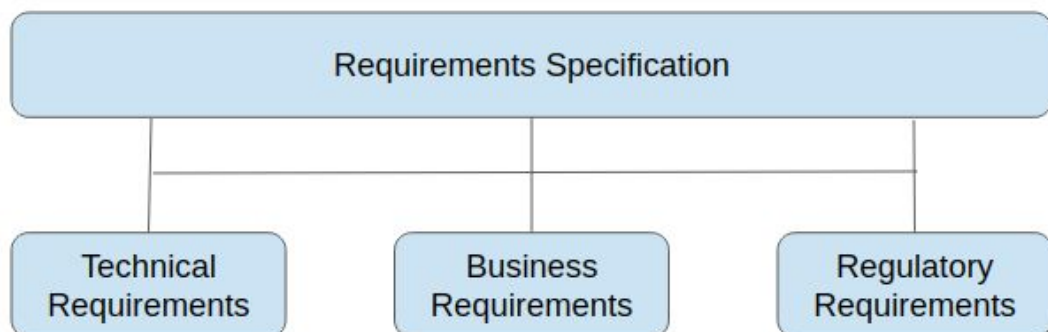 Requirements Specification
Technical
Requirements
Business
Requirements
Regulatory
Requirements